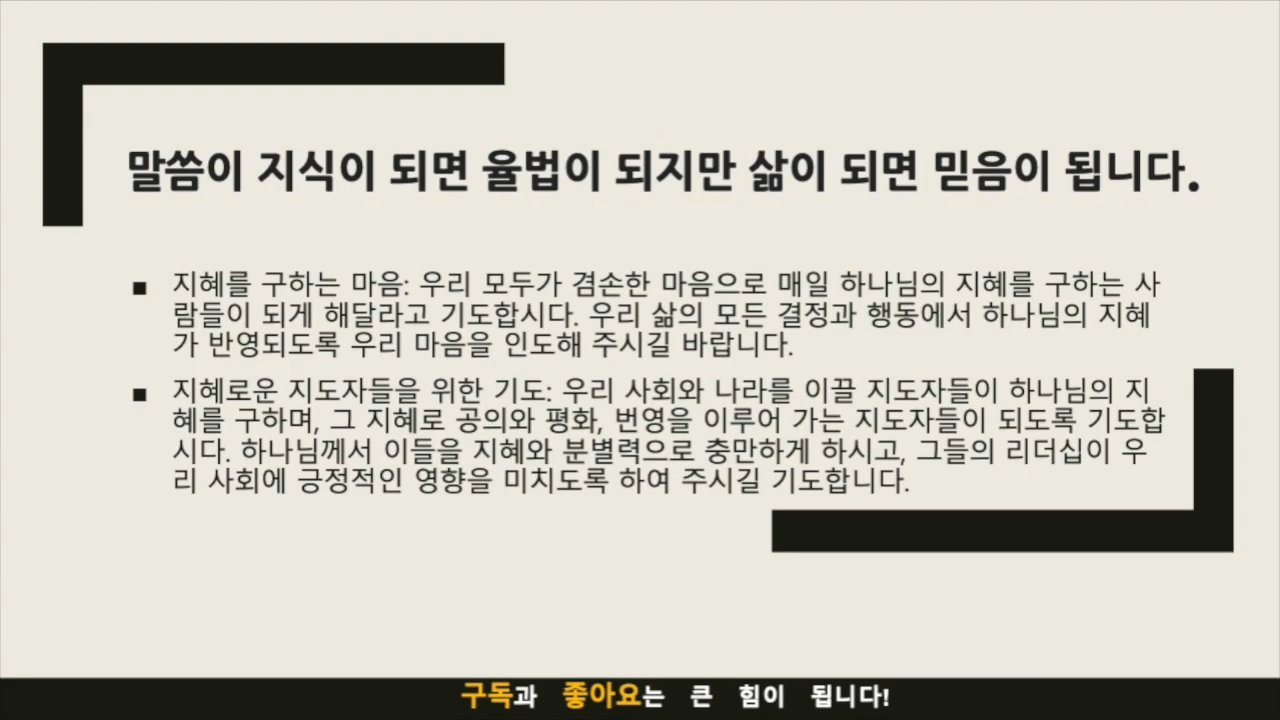 말씀이 지식이 되면 율법이 되지만 삶이 되면 믿음이 됩니다.
▪ 지혜를 구하는 마음: 우리 모두가 겸손한 마음으로 매일 하나님의 지혜를 구하는 사
람들이 되게 해달라고 기도합시다. 우리 삶의 모든 결정과 행동에서 하나님의 지혜
가 반영되도록 우리 마음을 인도해 주시길 바랍니다.
▪ 지혜로운 지도자들을 위한 기도: 우리 사회와 나라를 이끌 지도자들이 하나님의 지
혜를 구하며, 그 지혜로 공의와 평화, 번영을 이루어 가는 지도자들이 되도록 기도합
시다. 하나님께서 이들을 지혜와 분별력으로 충만하게 하시고, 그들의 리더십이 우
리 사회에 긍정적인 영향을 미치도록 하여 주시길 기도합니다.
구독과 좋아요는 큰 힘이 됩니다!